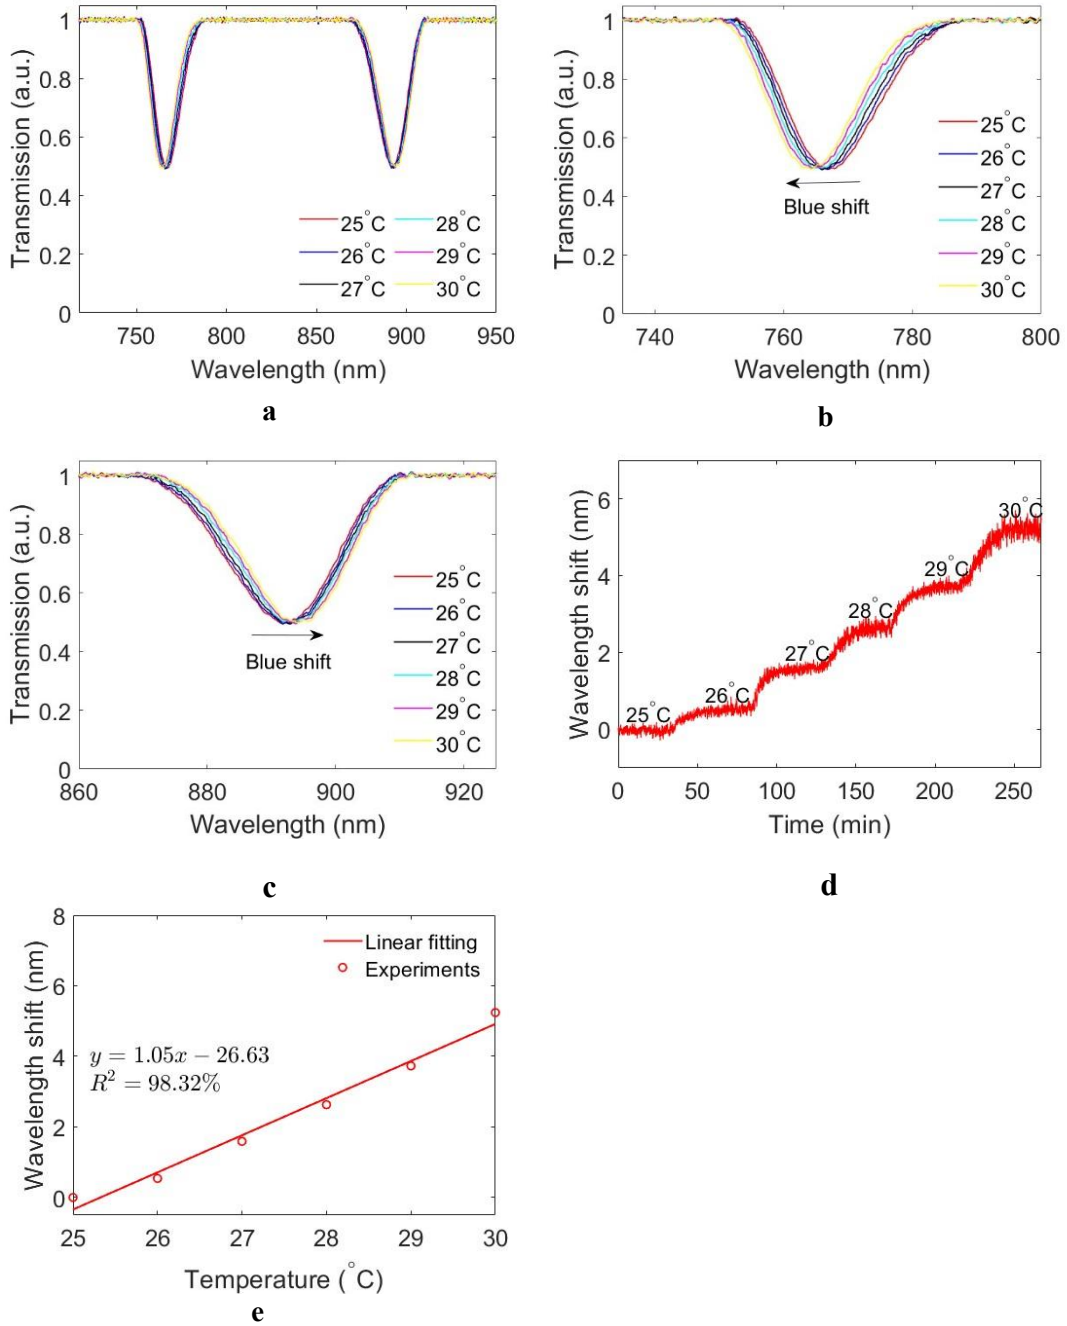 Transmission (a.u.)
1
0.8
0.6
0.4
0.2
0
25°C 28°C
26°C 29°C
27°C 30°C
750 800 850 900 950
Wavelength (nm)
a
Transmission (a.u.)
1
0.8
0.6
0.4
0.2
0
25°C
26°C
27°C
28°C
29°C
30°C
Blue shift
740 760 780 800
Wavelength (nm)
b
Transmission (a.u.)
1
0.8
0.6
0.4
0.2
0
25°C
26°C
27°C
28°C
29°C
30°C
Blue shift
860 880 900 920
Wavelength (nm)
c
Wavelength shift (nm)
6
4
2
0
25°C
26°C
27°C
28°C
29°C
30°C
0 50 100 150 200 250
Time (min)
d
Wavelength shift (nm)
8
6
4
2
0
Linear fitting
Experiments
y = 1.05x − 26.63
R² = 98.32%
25 26 27 28 29 30
Temperature (°C)
e